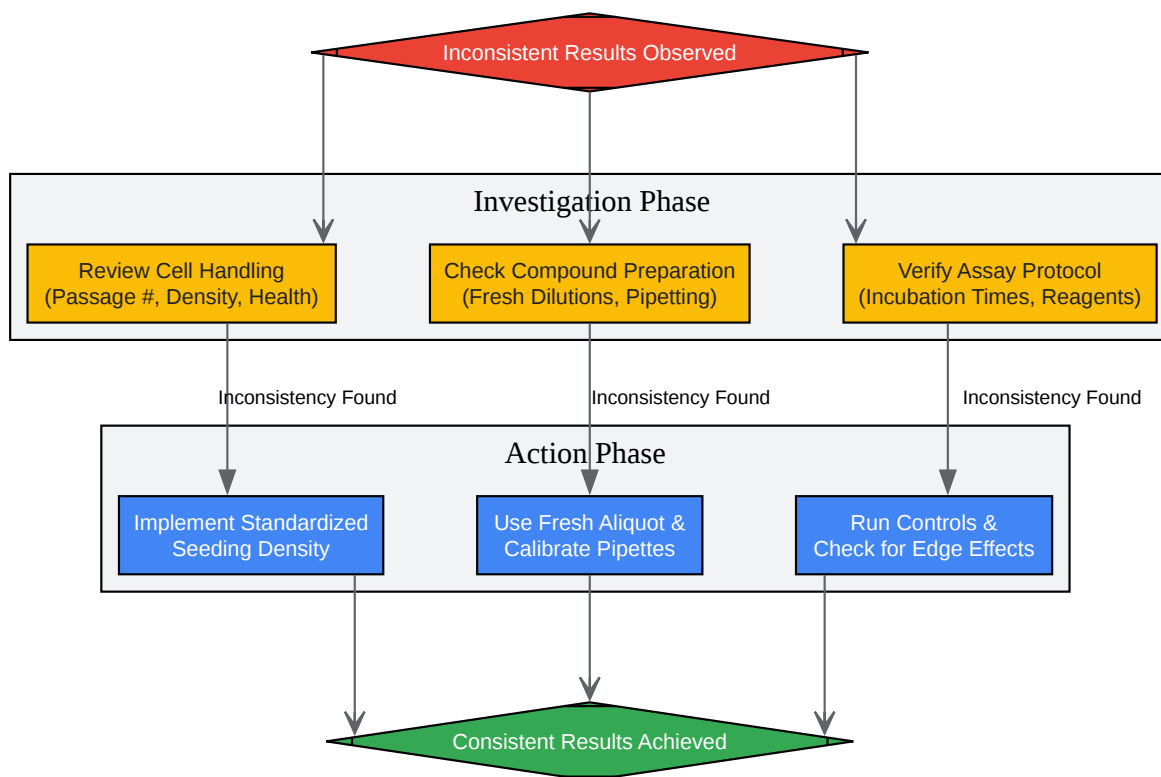 Inconsistent Results Observed
Investigation Phase
Review Cell Handling
(Passage #, Density, Health)
Check Compound Preparation
(Fresh Dilutions, Pipetting)
Verify Assay Protocol
(Incubation Times, Reagents)
Inconsistency Found
Inconsistency Found
Inconsistency Found
Action Phase
Implement Standardized
Seeding Density
Use Fresh Aliquot &
Calibrate Pipettes
Run Controls &
Check for Edge Effects
Consistent Results Achieved